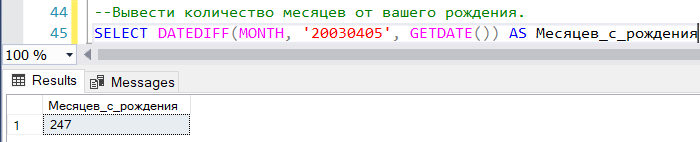 44
--Вывести количество месяцев от вашего рождения.
45
SELECT DATEDIFF(MONTH, '20030405', GETDATE()) AS Месяцев_с_рождения
100 %
Results Messages
Месяцев_с_рождения
1 247